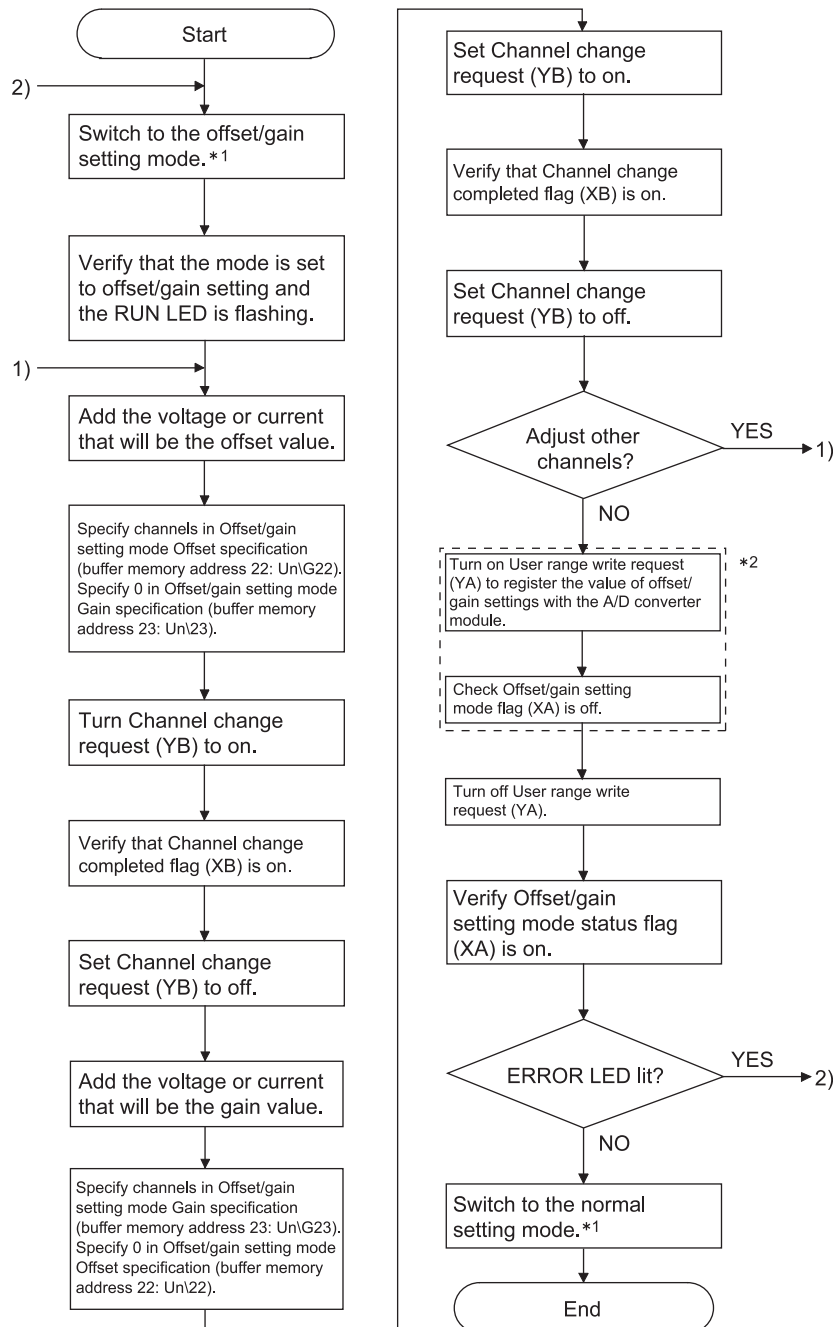 Start
2)
Switch to the offset/gain
setting mode.*1
Verify that the mode is set
to offset/gain setting and
the RUN LED is flashing.
1)
Add the voltage or current
that will be the offset value.
Specify channels in Offset/gain
setting mode Offset specification
(buffer memory address 22: Un\G22).
Specify 0 in Offset/gain setting mode
Gain specification (buffer memory
address 23: Un\23).
Turn Channel change
request (YB) to on.
Verify that Channel change
completed flag (XB) is on.
Set Channel change
request (YB) to off.
Add the voltage or current
that will be the gain value.
Specify channels in Offset/gain
setting mode Gain specification
(buffer memory address 23: Un\G23).
Specify 0 in Offset/gain setting mode
Offset specification (buffer memory
address 22: Un\22).
Set Channel change
request (YB) to on.
Verify that Channel change
completed flag (XB) is on.
Set Channel change
request (YB) to off.
Adjust other
channels?
YES
1)
NO
Turn on User range write request
(YA) to register the value of offset/
gain settings with the A/D converter
module.
*2
Check Offset/gain setting
mode flag (XA) is off.
Turn off User range write
request (YA).
Verify Offset/gain
setting mode status flag
(XA) is on.
ERROR LED lit?
YES
2)
NO
Switch to the normal
setting mode.*1
End